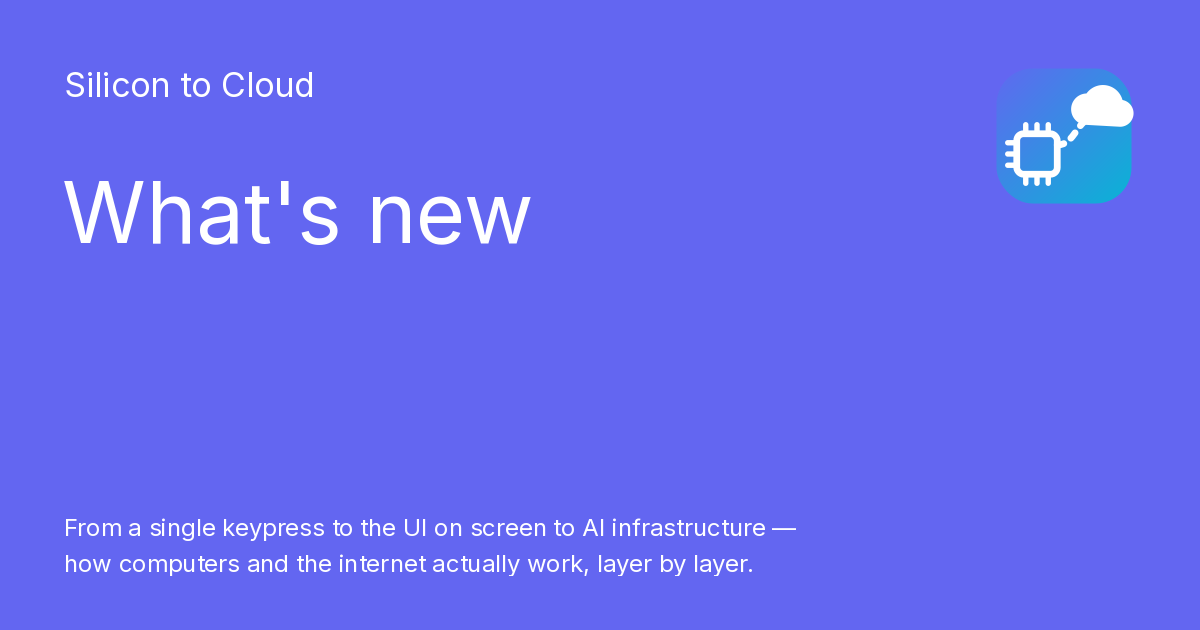 Silicon to Cloud
What's new
From a single keypress to the UI on screen to AI infrastructure —
how computers and the internet actually work, layer by layer.